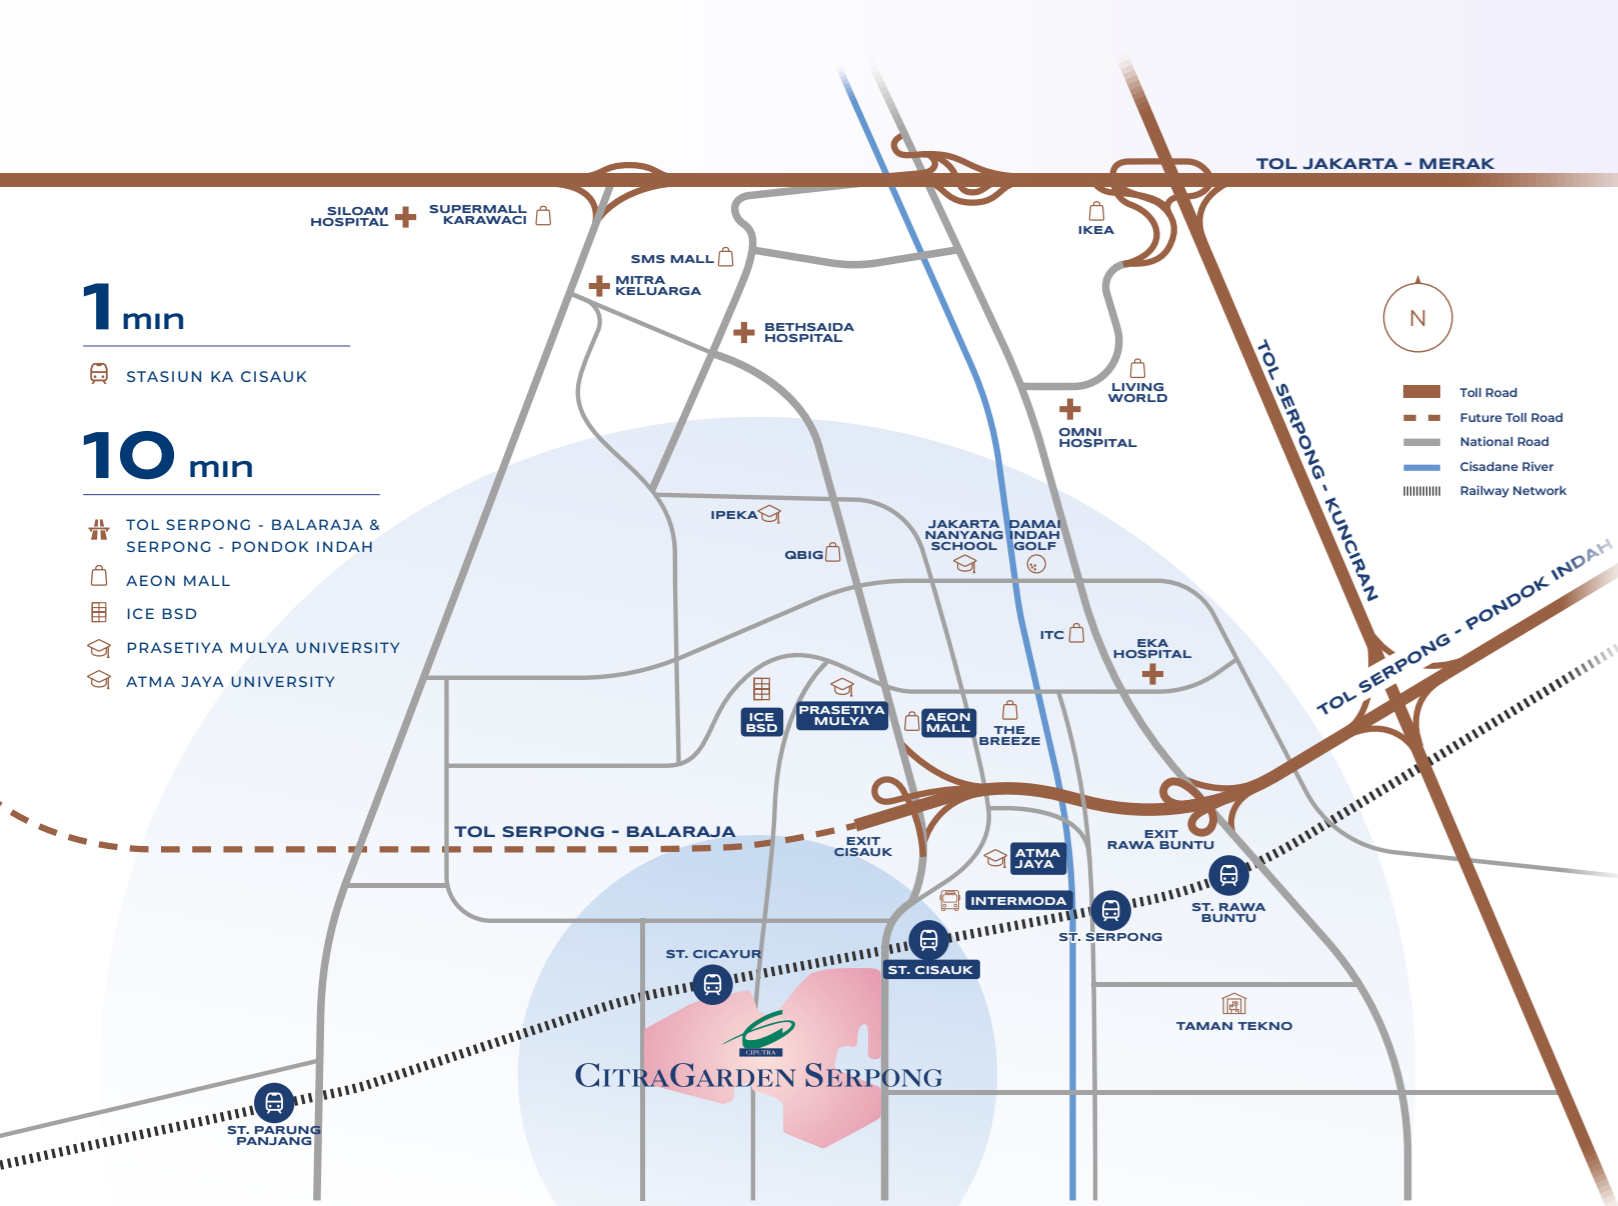 TOL JAKARTA - MERAK
SILOAM
HOSPITAL
SUPERMALL
KARAWACI
IKEA
SMS MALL
MITRA
KELUARGA
BETHSAIDA
HOSPITAL
1 min
STASIUN KA CISAUK
10 min
TOL SERPONG - BALARAJA &
SERPONG - PONDOK INDAH
AEON MALL
ICE BSD
PRASETIYA MULYA UNIVERSITY
ATMA JAYA UNIVERSITY
N
Toll Road
Future Toll Road
National Road
Cisadane River
Railway Network
TOL SERPONG - KUNCIRAN
LIVING
WORLD
OMNI
HOSPITAL
IPEKA
QBIG
JAKARTA
NANYANG
SCHOOL
DAMAI
INDAH
GOLF
TOL SERPONG - PONDOK INDAH
ITC
EKA
HOSPITAL
ICE
BSD
PRASETIYA
MULYA
AEON
MALL
THE
BREEZE
TOL SERPONG - BALARAJA
EXIT
CISAUK
EXIT
RAWA BUNTU
ATMA
JAYA
INTERMODA
ST. RAWA
BUNTU
ST. SERPONG
ST. CICAYUR
ST. CISAUK
TAMAN TEKNO
CIPUTRA
CITRAGARDEN SERPONG
ST. PARUNG
PANJANG